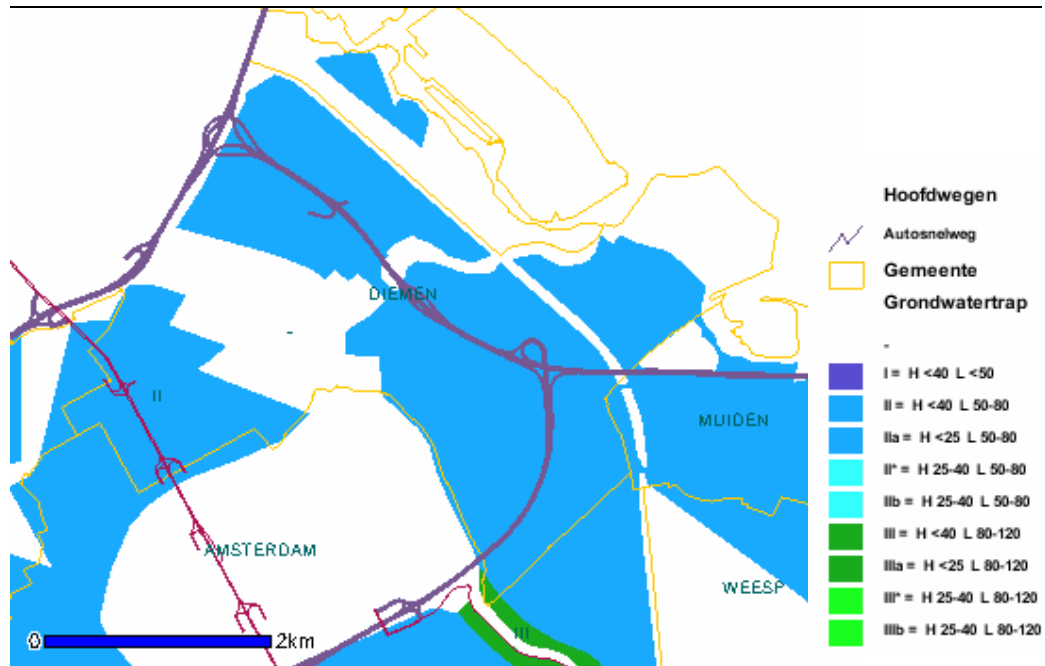 DIEMEN
-
II
MUIDEN
AMSTERDAM
WEESP
III
0 2km
Hoofdwegen
Autosnelweg
Gemeente
Grondwatertrap
-
I = H <40 L <50
II = H <40 L 50-80
IIa = H <25 L 50-80
II* = H 25-40 L 50-80
IIb = H 25-40 L 50-80
III = H <40 L 80-120
IIIa = H <25 L 80-120
III* = H 25-40 L 80-120
IIIb = H 25-40 L 80-120